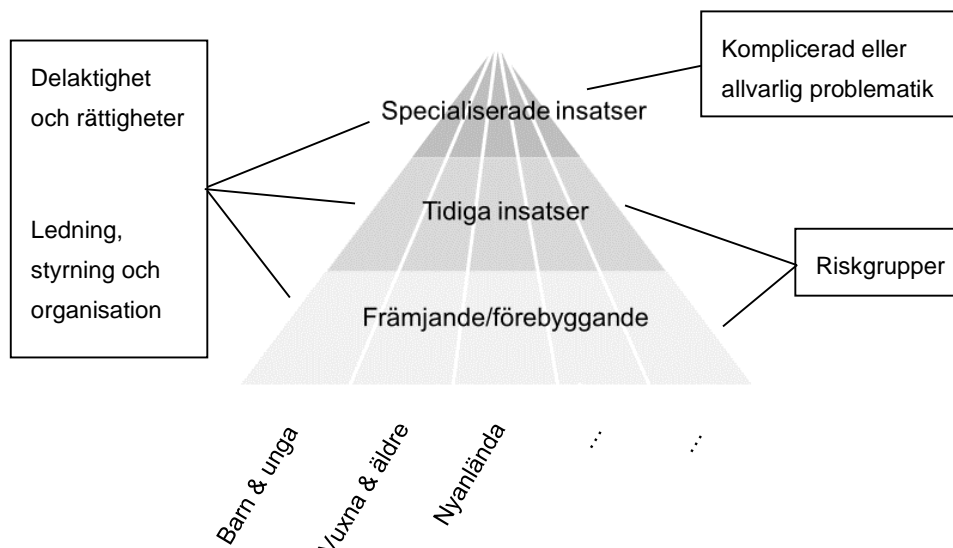 Delaktighet
och rättigheter
Ledning,
styrning och
organisation
Komplicerad eller
allvarlig problematik
Specialiserade insatser
Tidiga insatser
Riskgrupper
Främjande/förebyggande
Barn & unga
Vuxna & äldre
Nyanlända
...
...